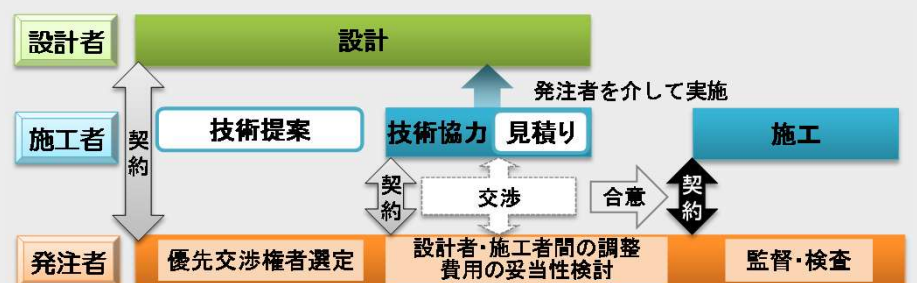 設計者
設計
発注者を介して実施
施工者
契約
技術提案
技術協力
見積り
施工
契約
交渉
合意
契約
発注者
優先交渉権者選定
設計者・施工者間の調整
費用の妥当性検討
監督・検査